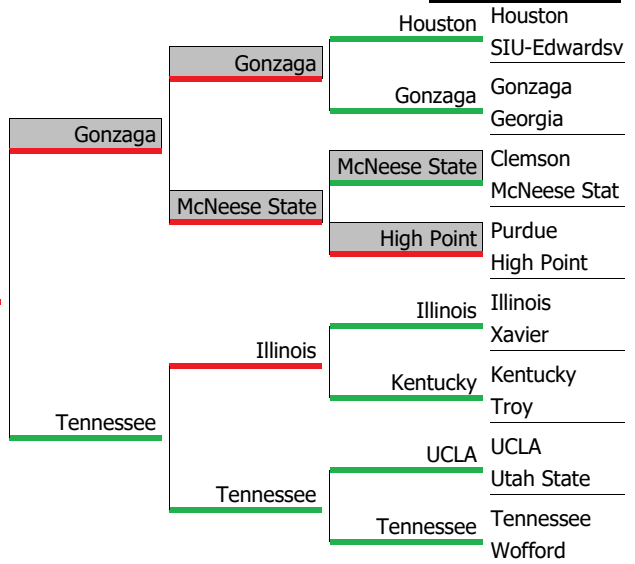 Houston
SIU-Edwardsv
Gonzaga
Georgia
Clemson
McNeese Stat
Purdue
High Point
Illinois
Xavier
Kentucky
Troy
UCLA
Utah State
Tennessee
Wofford
Houston
Gonzaga
McNeese State
High Point
Illinois
Kentucky
UCLA
Tennessee
Gonzaga
McNeese State
Illinois
Tennessee
Gonzaga
Tennessee